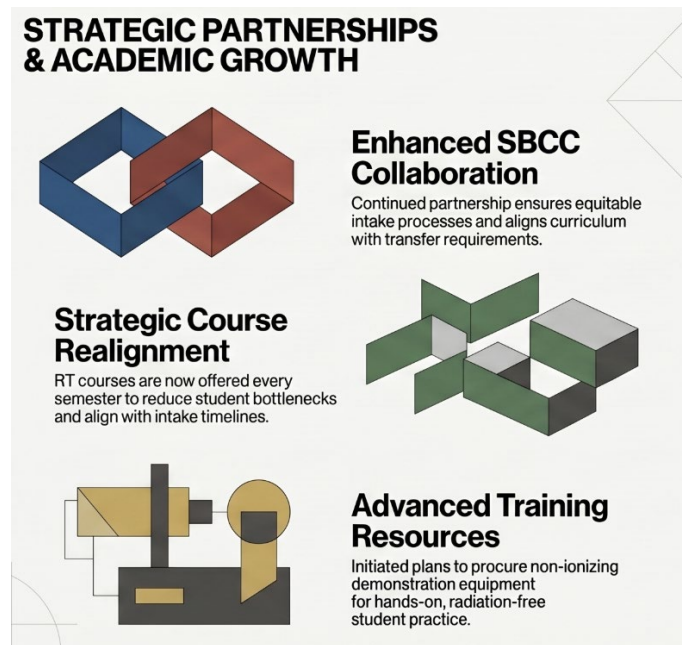 STRATEGIC PARTNERSHIPS
& ACADEMIC GROWTH
Enhanced SBCC
Collaboration
Continued partnership ensures equitable
intake processes and aligns curriculum
with transfer requirements.
Strategic Course
Realignment
RT courses are now offered every
semester to reduce student bottlenecks
and align with intake timelines.
Advanced Training
Resources
Initiated plans to procure non-ionizing
demonstration equipment
for hands-on, radiation-free
student practice.